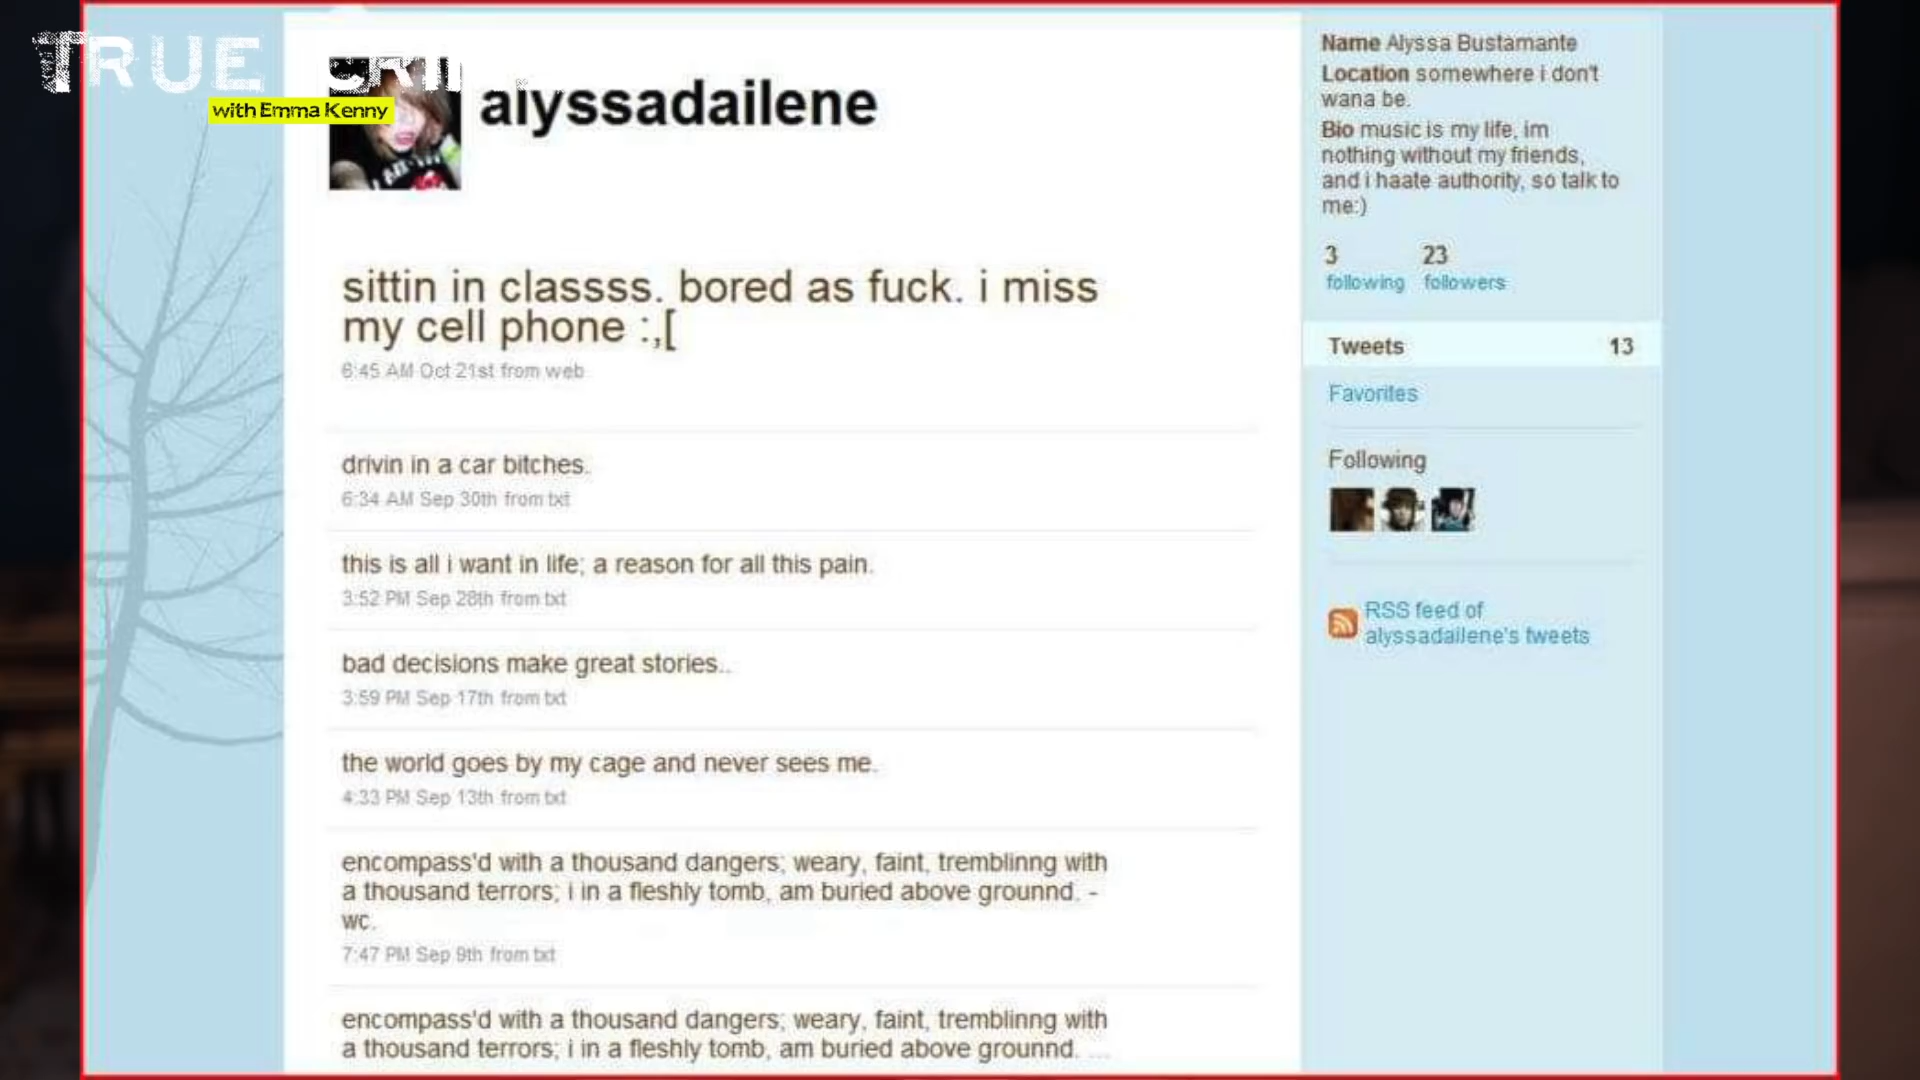 TRUE CRI
with Emma Kenny
alyssadailene
sittin in classss. bored as fuck. i miss
my cell phone :,[
6:45 AM Oct 21st from web
drivin in a car bitches.
6:34 AM Sep 30th from txt
this is all i want in life; a reason for all this pain.
3:52 PM Sep 28th from txt
bad decisions make great stories..
3:59 PM Sep 17th from txt
the world goes by my cage and never sees me.
4:33 PM Sep 13th from txt
encompass'd with a thousand dangers; weary, faint, tremblinng with
a thousand terrors; i in a fleshly tomb, am buried above grounnd. -
wc.
7:47 PM Sep 9th from txt
encompass'd with a thousand dangers; weary, faint, tremblinng with
a thousand terrors; i in a fleshly tomb, am buried above grounnd. ...
Name Alyssa Bustamante
Location somewhere i don't
wana be.
Bio music is my life, im
nothing without my friends,
and i haate authority, so talk to
me:)
3 23
following followers
Tweets 13
Favorites
Following
RSS feed of
alyssadailene's tweets